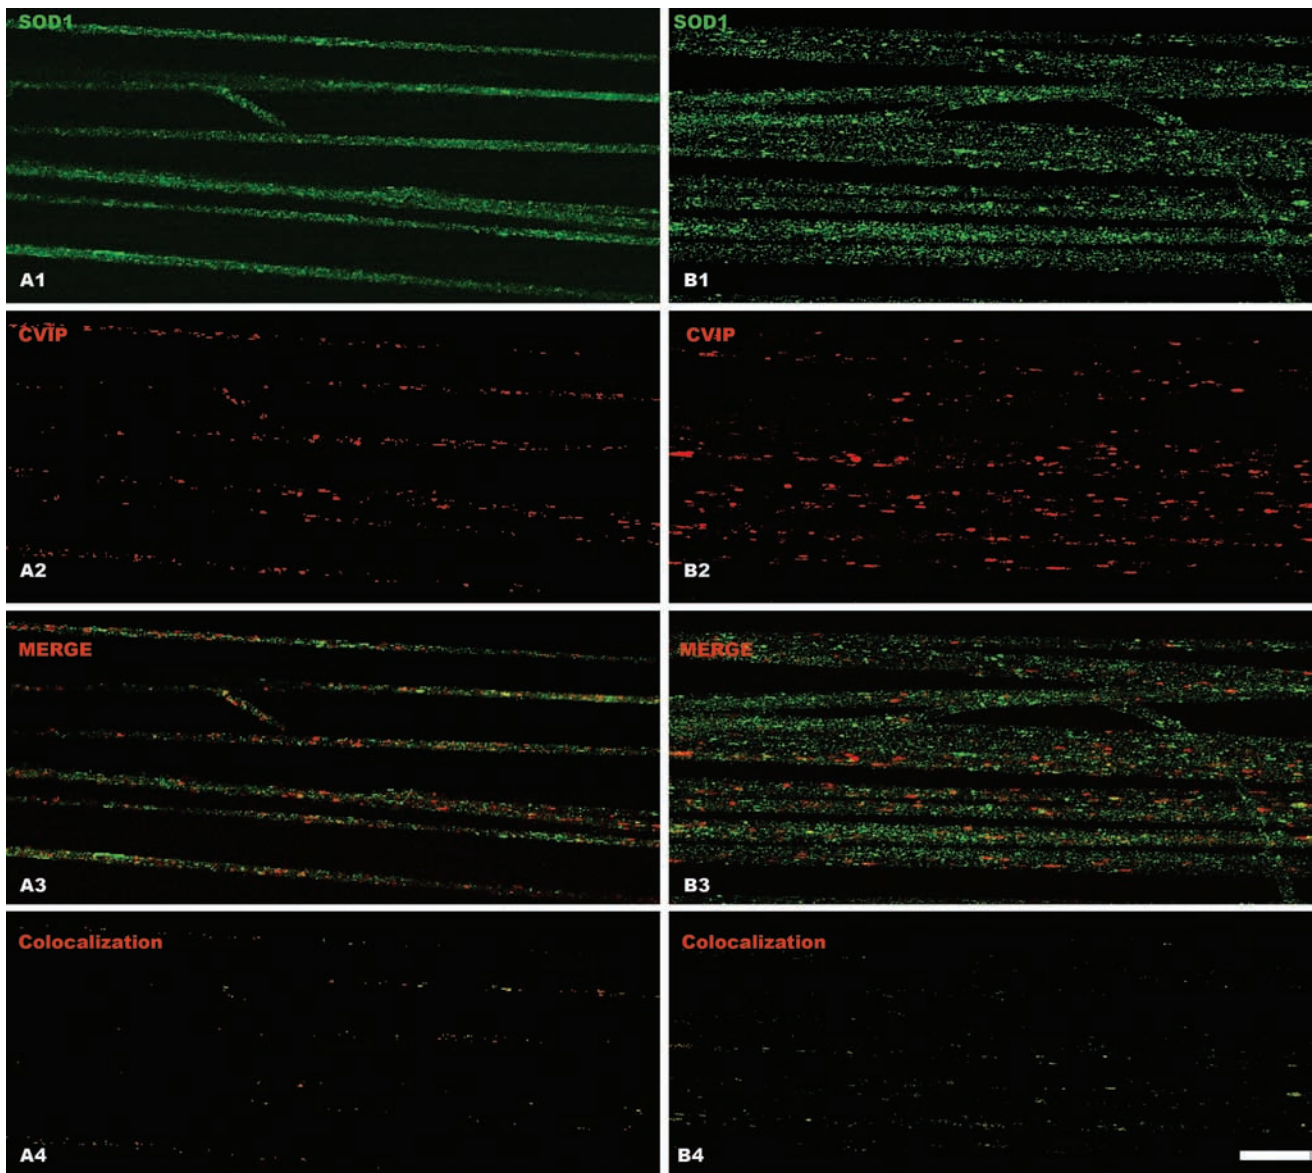 SOD1
SOD1
A1
B1
CVIP
CVIP
A2
B2
MERGE
MERGE
A3
B3
Colocalization
Colocalization
A4
B4